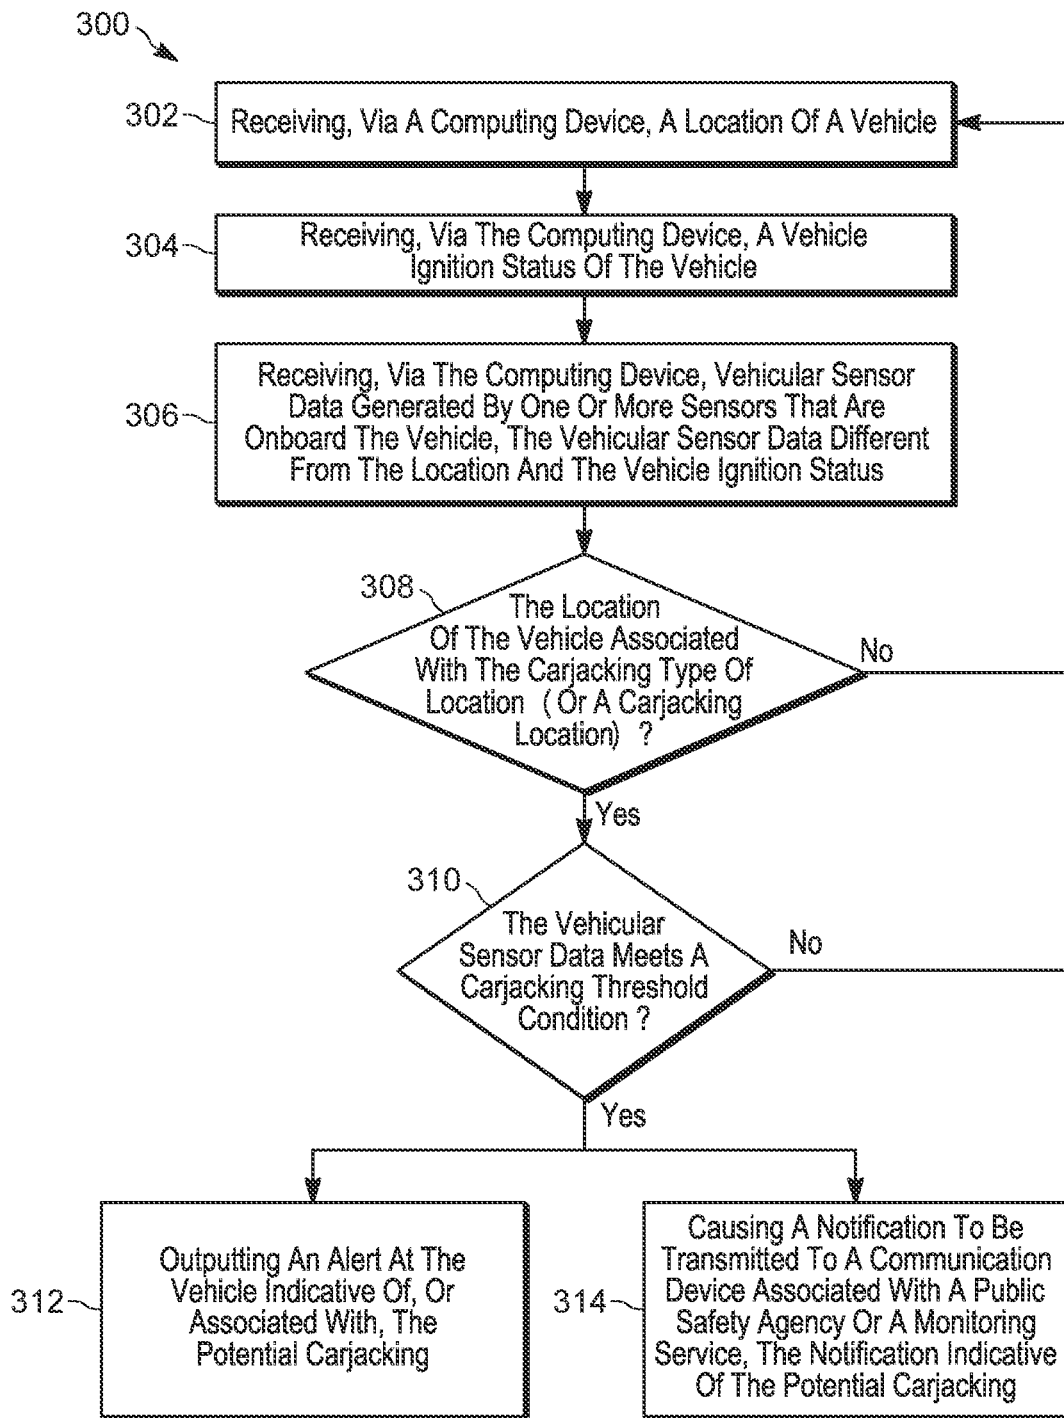 300
302
Receiving, Via A Computing Device, A Location Of A Vehicle
304
Receiving, Via The Computing Device, A Vehicle
Ignition Status Of The Vehicle
306
Receiving, Via The Computing Device, Vehicular Sensor
Data Generated By One Or More Sensors That Are
Onboard The Vehicle, The Vehicular Sensor Data Different
From The Location And The Vehicle Ignition Status
308
The Location
Of The Vehicle Associated
With The Carjacking Type Of
Location (Or A Carjacking
Location) ?
No
Yes
310
The Vehicular
Sensor Data Meets A
Carjacking Threshold
Condition ?
No
Yes
312
Outputting An Alert At The
Vehicle Indicative Of, Or
Associated With, The
Potential Carjacking
314
Causing A Notification To Be
Transmitted To A Communication
Device Associated With A Public
Safety Agency Or A Monitoring
Service, The Notification Indicative
Of The Potential Carjacking